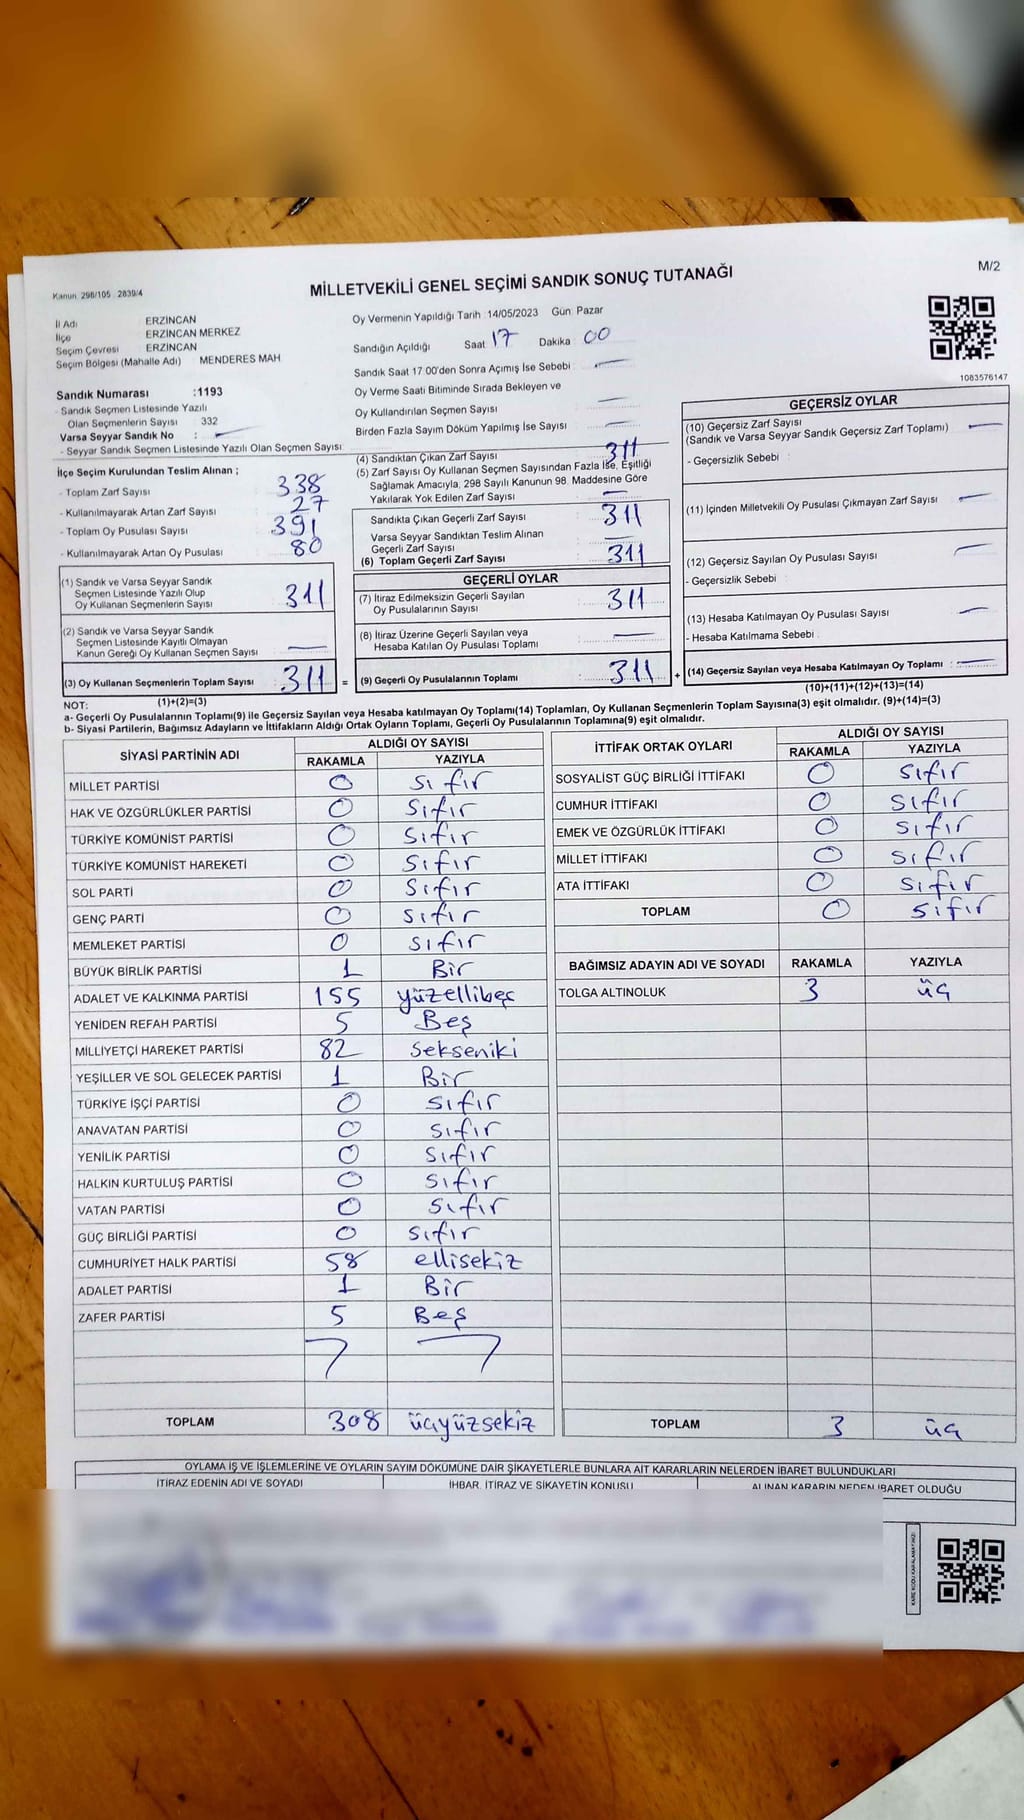 M/2
Kanun 298/105 . 2839/4
MİLLETVEKİLİ GENEL SEÇİMİ SANDIK SONUÇ TUTANAĞI
İl Adı ERZİNCAN
İlçe ERZİNCAN MERKEZ
Seçim Çevresi ERZİNCAN
Seçim Bölgesi (Mahalle Adı) MENDERES MAH
Sandık Numarası :1193
- Sandık Seçmen Listesinde Yazılı
Olan Seçmenlerin Sayısı 332
Varsa Seyyar Sandık No : —
- Seyyar Sandık Seçmen Listesinde Yazılı Olan Seçmen Sayısı
Oy Vermenin Yapıldığı Tarih :14/05/2023 Gün: Pazar
Sandığın Açıldığı Saat 17 Dakika 00
Sandık Saat 17 00'den Sonra Açımış İse Sebebi : —
Oy Verme Saati Bitiminde Sırada Bekleyen ve
Oy Kullandırılan Seçmen Sayısı —
Birden Fazla Sayım Döküm Yapılmış İse Sayısı —
1083576147
İlçe Seçim Kurulundan Teslim Alınan ;
- Toplam Zarf Sayısı 338
- Kullanılmayarak Artan Zarf Sayısı 27
- Toplam Oy Pusulası Sayısı 391
- Kullanılmayarak Artan Oy Pusulası 80
(1) Sandık ve Varsa Seyyar Sandık
Seçmen Listesinde Yazılı Olup
Oy Kullanan Seçmenlerin Sayısı 311
(2) Sandık ve Varsa Seyyar Sandık
Seçmen Listesinde Kayıtlı Olmayan
Kanun Gereği Oy Kullanan Seçmen Sayısı —
(3) Oy Kullanan Seçmenlerin Toplam Sayısı 311 =
(1)+(2)=(3)
(4) Sandıktan Çıkan Zarf Sayısı 311
(5) Zarf Sayısı Oy Kullanan Seçmen Sayısından Fazla İse, Eşitliği
Sağlamak Amacıyla, 298 Sayılı Kanunun 98. Maddesine Göre
Yakılarak Yok Edilen Zarf Sayısı —
Sandıkta Çıkan Geçerli Zarf Sayısı 311
Varsa Seyyar Sandıktan Teslim Alınan
Geçerli Zarf Sayısı —
(6) Toplam Geçerli Zarf Sayısı 311
GEÇERLİ OYLAR
(7) İtiraz Edilmeksizin Geçerli Sayılan
Oy Pusulalarının Sayısı 311
(8) İtiraz Üzerine Geçerli Sayılan veya
Hesaba Katılan Oy Pusulası Toplamı —
(9) Geçerli Oy Pusulalarının Toplamı 311 +
GEÇERSİZ OYLAR
(10) Geçersiz Zarf Sayısı —
(Sandık ve Varsa Seyyar Sandık Geçersiz Zarf Toplamı)
- Geçersizlik Sebebi :
(11) İçinden Milletvekili Oy Pusulası Çıkmayan Zarf Sayısı —
(12) Geçersiz Sayılan Oy Pusulası Sayısı —
- Geçersizlik Sebebi :
(13) Hesaba Katılmayan Oy Pusulası Sayısı —
- Hesaba Katılmama Sebebi :
(14) Geçersiz Sayılan veya Hesaba Katılmayan Oy Toplamı : —
(10)+(11)+(12)+(13)=(14)
NOT:
a- Geçerli Oy Pusulalarının Toplamı(9) ile Geçersiz Sayılan veya Hesaba katılmayan Oy Toplamı(14) Toplamları, Oy Kullanan Seçmenlerin Toplam Sayısına(3) eşit olmalıdır. (9)+(14)=(3)
b- Siyasi Partilerin, Bağımsız Adayların ve İttifakların Aldığı Ortak Oyların Toplamı, Geçerli Oy Pusulalarının Toplamına(9) eşit olmalıdır.
SİYASİ PARTİNİN ADI ALDIĞI OY SAYISI
RAKAMLA YAZIYLA
MİLLET PARTİSİ 0 sıfır
HAK VE ÖZGÜRLÜKLER PARTİSİ 0 sıfır
TÜRKİYE KOMÜNİST PARTİSİ 0 sıfır
TÜRKİYE KOMÜNİST HAREKETİ 0 sıfır
SOL PARTİ 0 sıfır
GENÇ PARTİ 0 sıfır
MEMLEKET PARTİSİ 0 sıfır
BÜYÜK BİRLİK PARTİSİ 1 Bir
ADALET VE KALKINMA PARTİSİ 155 yüzellibeş
YENİDEN REFAH PARTİSİ 5 Beş
MİLLİYETÇİ HAREKET PARTİSİ 82 sekseniki
YEŞİLLER VE SOL GELECEK PARTİSİ 1 Bir
TÜRKİYE İŞÇİ PARTİSİ 0 sıfır
ANAVATAN PARTİSİ 0 sıfır
YENİLİK PARTİSİ 0 sıfır
HALKIN KURTULUŞ PARTİSİ 0 sıfır
VATAN PARTİSİ 0 sıfır
GÜÇ BİRLİĞİ PARTİSİ 0 sıfır
CUMHURİYET HALK PARTİSİ 58 ellisekiz
ADALET PARTİSİ 1 Bir
ZAFER PARTİSİ 5 Beş
TOPLAM 308 üçyüzsekiz
İTTİFAK ORTAK OYLARI ALDIĞI OY SAYISI
RAKAMLA YAZIYLA
SOSYALİST GÜÇ BİRLİĞİ İTTİFAKI 0 sıfır
CUMHUR İTTİFAKI 0 sıfır
EMEK VE ÖZGÜRLÜK İTTİFAKI 0 sıfır
MİLLET İTTİFAKI 0 sıfır
ATA İTTİFAKI 0 sıfır
TOPLAM 0 sıfır
BAĞIMSIZ ADAYIN ADI VE SOYADI RAKAMLA YAZIYLA
TOLGA ALTINOLUK 3 üç
TOPLAM 3 üç
OYLAMA İŞ VE İŞLEMLERİNE VE OYLARIN SAYIM DÖKÜMÜNE DAİR ŞİKAYETLERLE BUNLARA AİT KARARLARIN NELERDEN İBARET BULUNDUKLARI
İTİRAZ EDENİN ADI VE SOYADI İHBAR, İTİRAZ VE ŞİKAYETİN KONUSU ALINAN KARARIN NEDEN İBARET OLDUĞU
KARE KODU KARALAMAYINIZ!